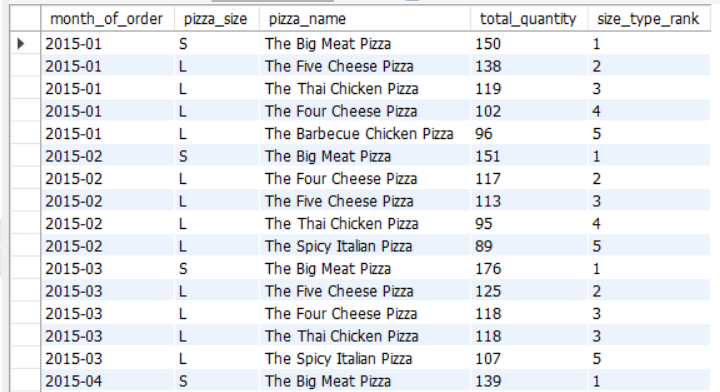 month_of_order pizza_size pizza_name total_quantity size_type_rank
2015-01 S The Big Meat Pizza 150 1
2015-01 L The Five Cheese Pizza 138 2
2015-01 L The Thai Chicken Pizza 119 3
2015-01 L The Four Cheese Pizza 102 4
2015-01 L The Barbecue Chicken Pizza 96 5
2015-02 S The Big Meat Pizza 151 1
2015-02 L The Four Cheese Pizza 117 2
2015-02 L The Five Cheese Pizza 113 3
2015-02 L The Thai Chicken Pizza 95 4
2015-02 L The Spicy Italian Pizza 89 5
2015-03 S The Big Meat Pizza 176 1
2015-03 L The Five Cheese Pizza 125 2
2015-03 L The Four Cheese Pizza 118 3
2015-03 L The Thai Chicken Pizza 118 3
2015-03 L The Spicy Italian Pizza 107 5
2015-04 S The Big Meat Pizza 139 1